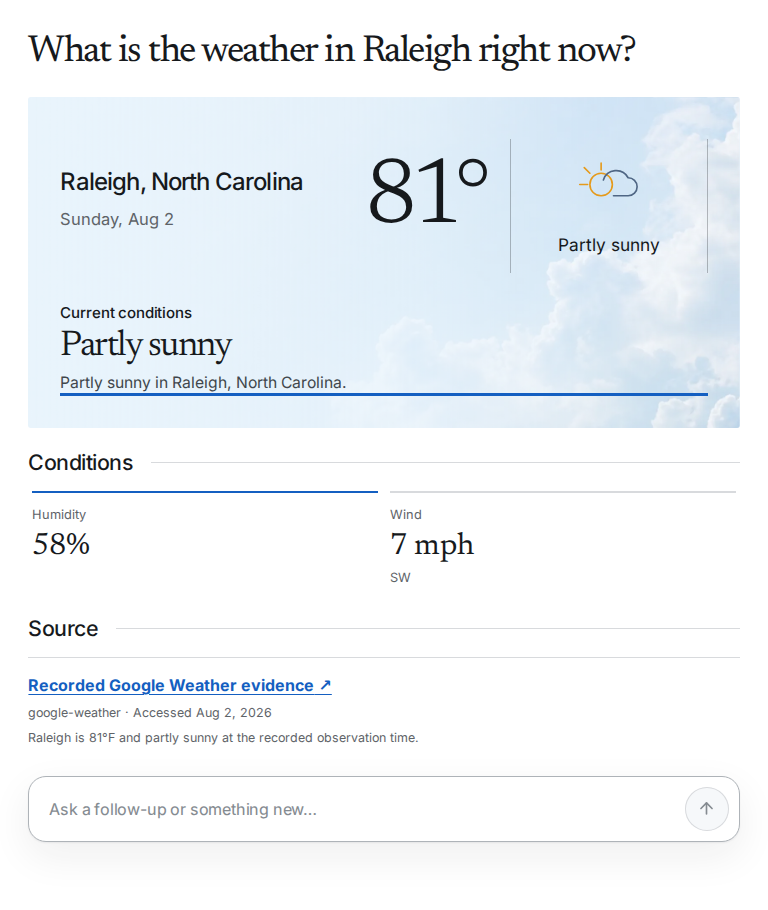 What is the weather in Raleigh right now?
Raleigh, North Carolina
Sunday, Aug 2
81°
Partly sunny
Current conditions
Partly sunny
Partly sunny in Raleigh, North Carolina.
Conditions
Humidity
58%
Wind
7 mph
SW
Source
Recorded Google Weather evidence ↗
google-weather · Accessed Aug 2, 2026
Raleigh is 81°F and partly sunny at the recorded observation time.
Ask a follow-up or something new...